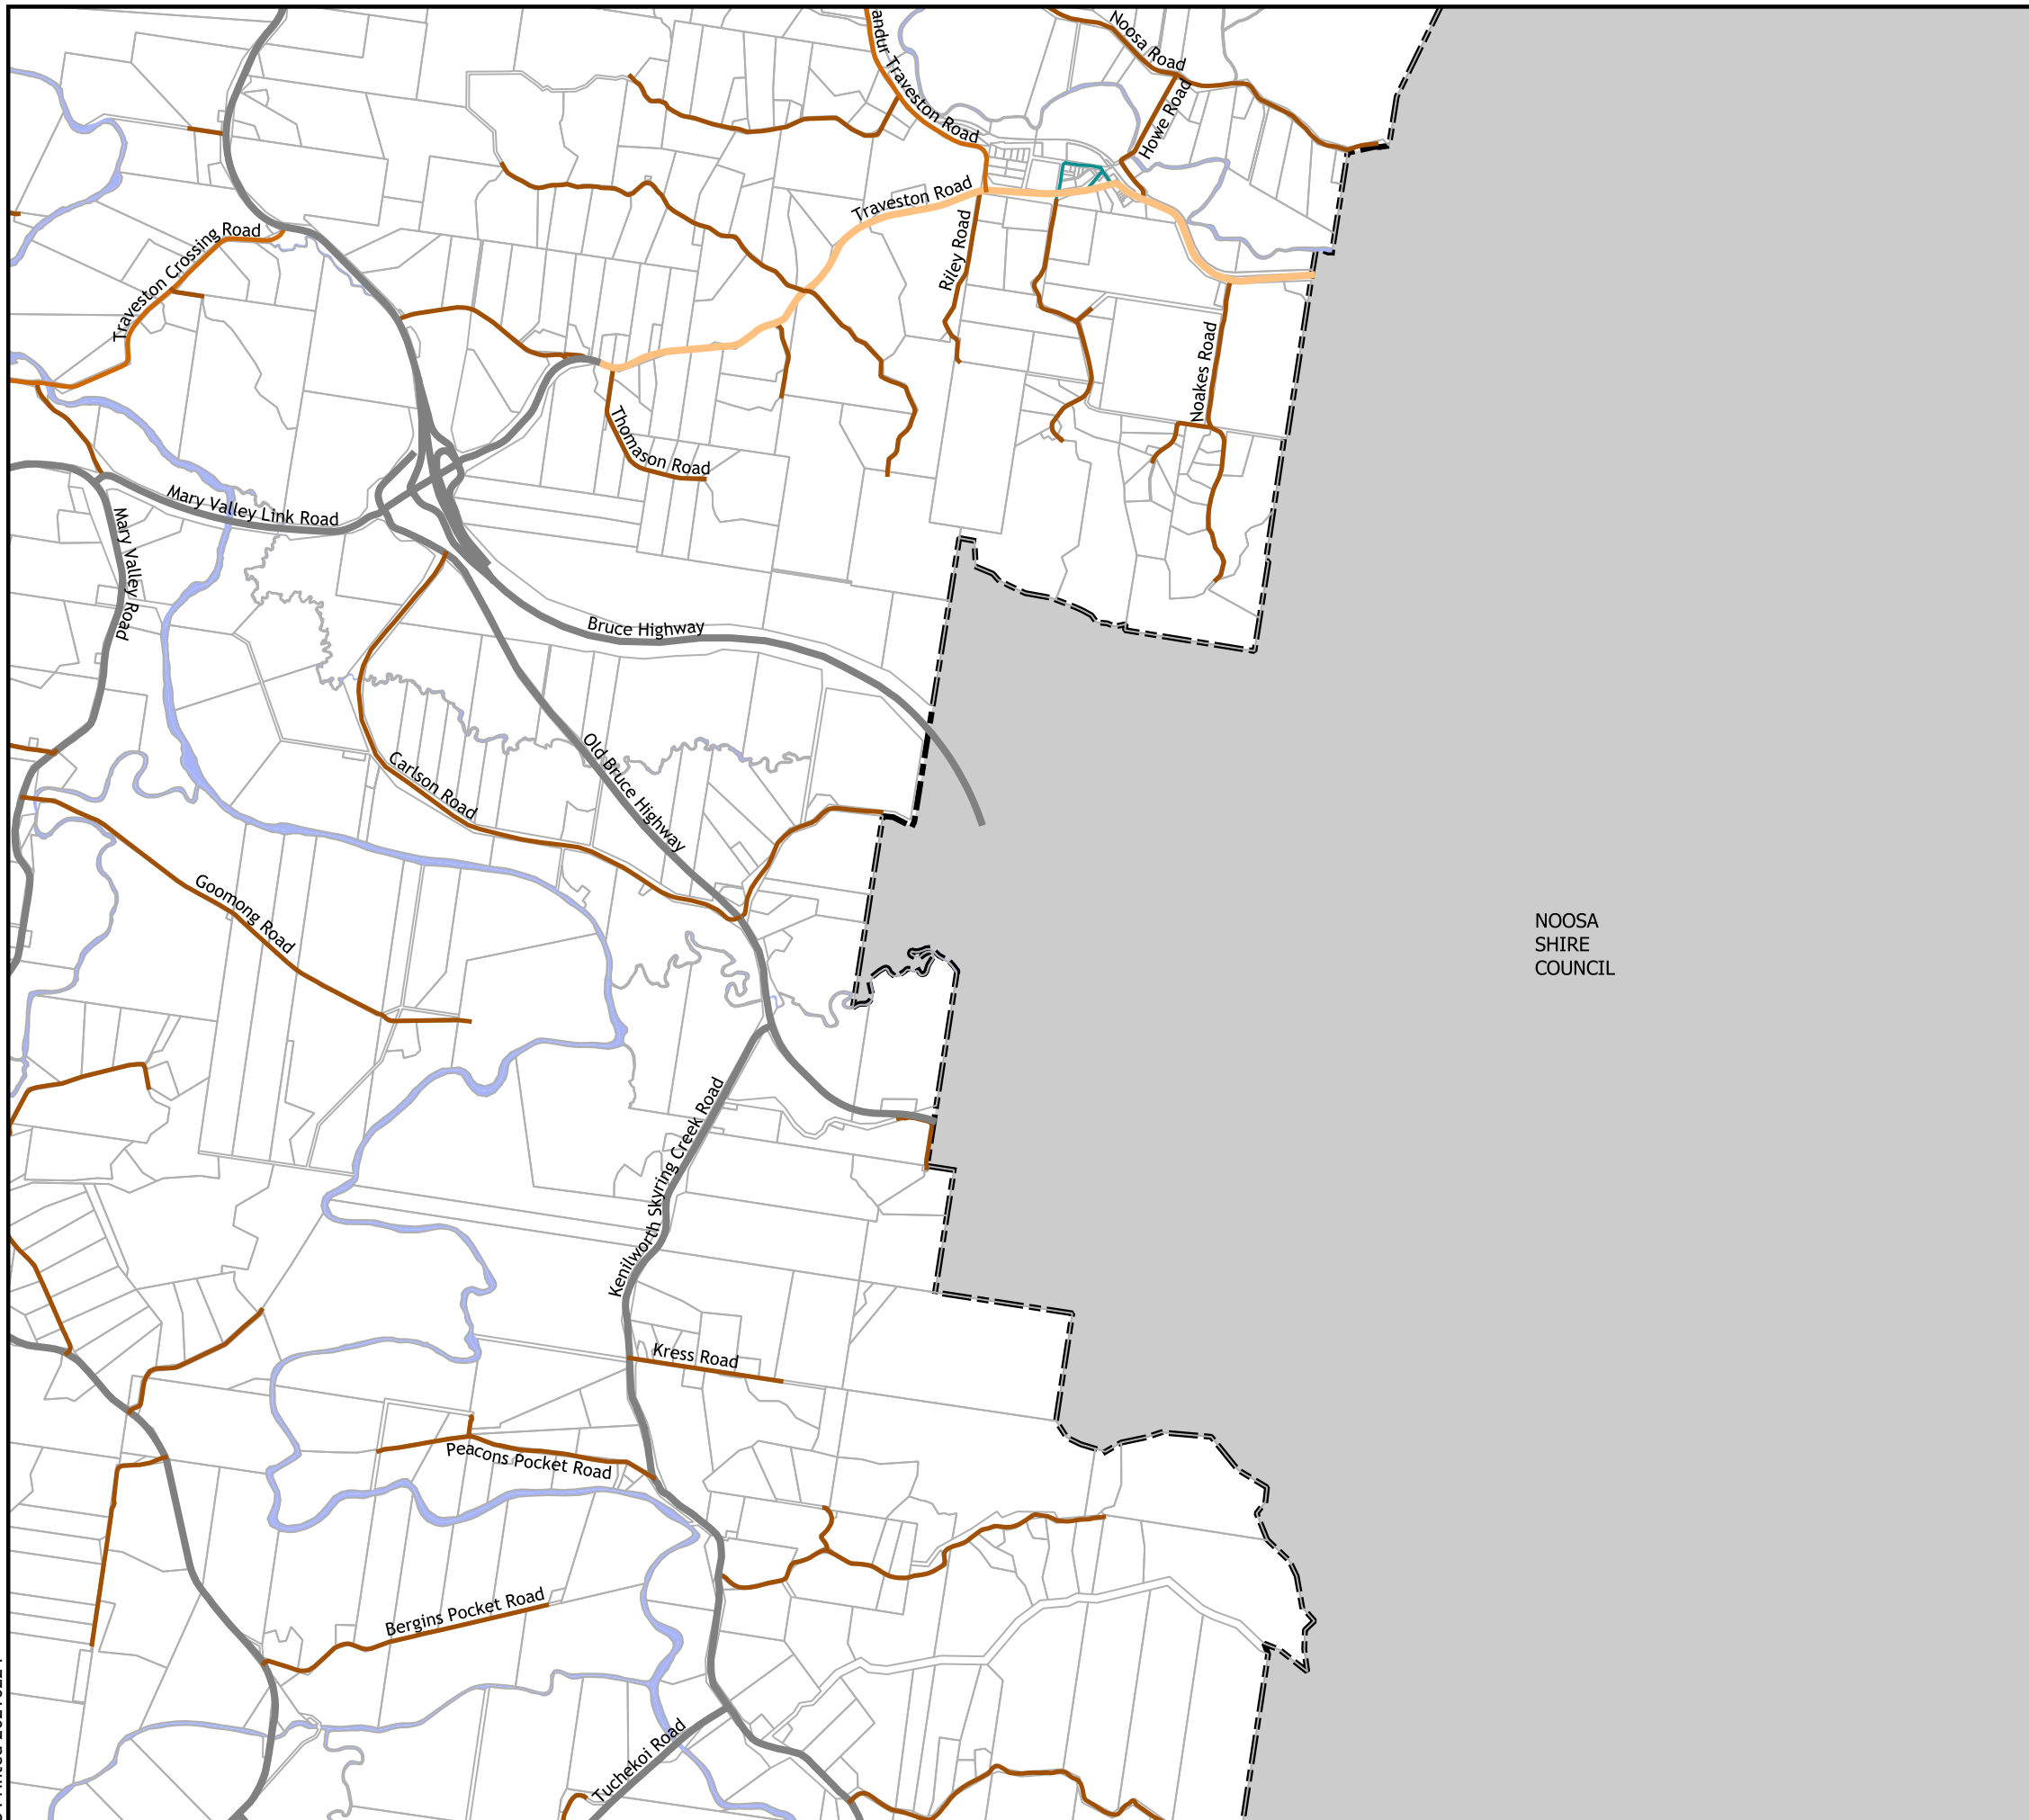 Noosa Road
andur Traveston Road
Howe Road
Traveston Road
Riley Road
Traveston Crossing Road
Noakes Road
Thomason Road
Mary Valley Link Road
Mary Valley Road
Bruce Highway
Old Bruce Highway
Carlson Road
Goomong Road
NOOSA
SHIRE
COUNCIL
Kenilworth Skyring Creek Road
Kress Road
Peacons Pocket Road
Bergins Pocket Road
Tuchekoi Road